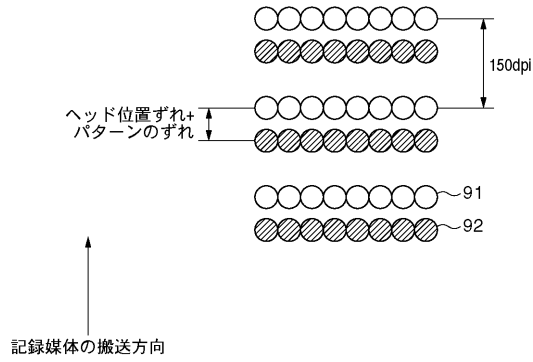 150dpi
ヘッド位置ずれ+
パターンのずれ
91
92
記録媒体の搬送方向